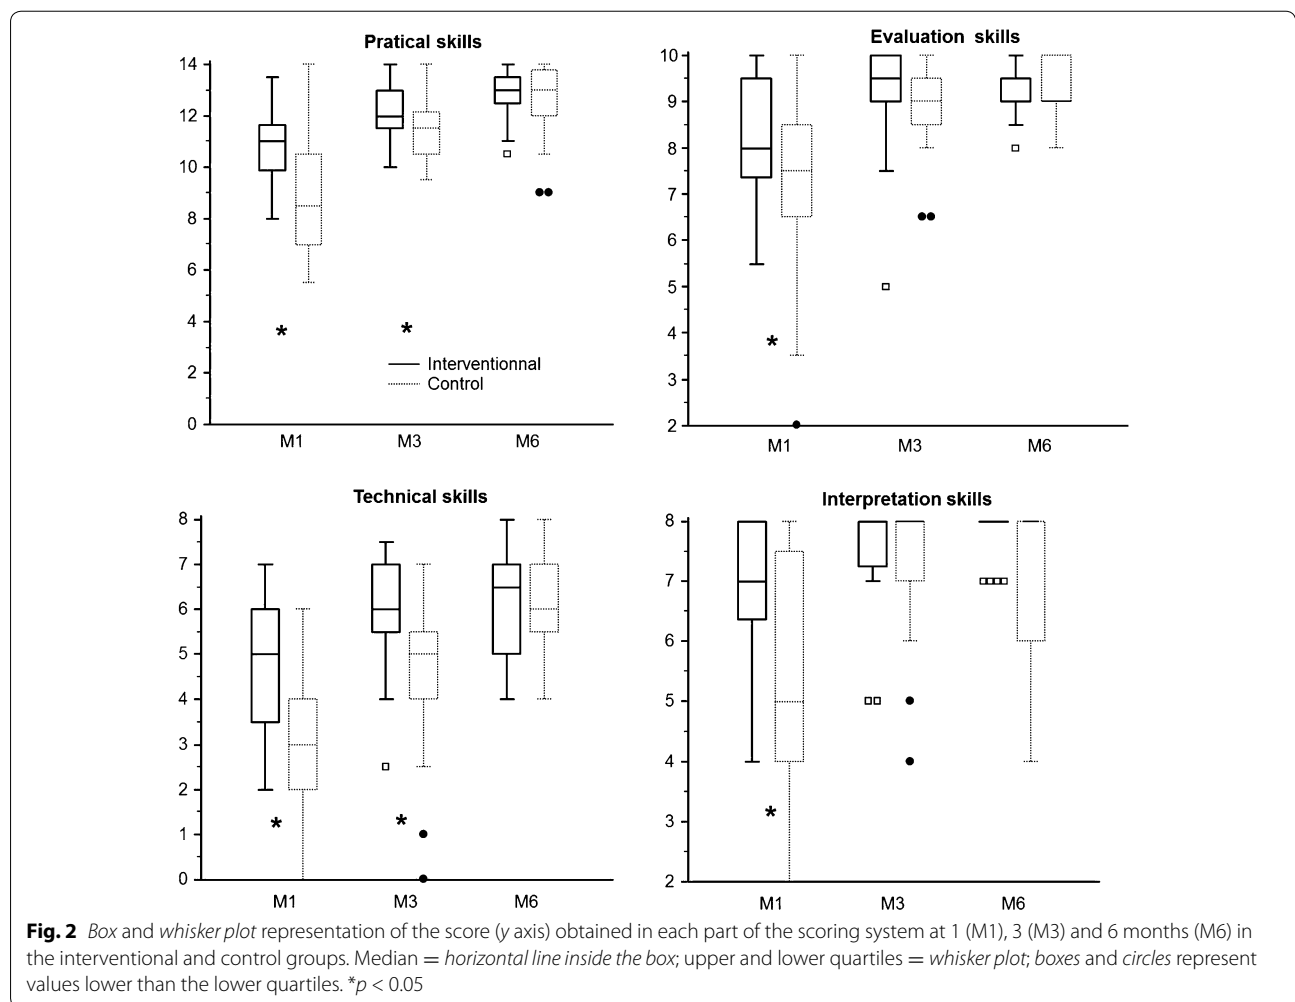 Pratical skills
14
12
10
8
6
4
2
0
*
*
Interventionnal
Control
M1
M3
M6
Evaluation skills
10
9
8
7
6
5
4
3
2
*
M1
M3
M6
Technical skills
8
7
6
5
4
3
2
1
0
*
*
M1
M3
M6
Interpretation skills
8
7
6
5
4
3
2
*
M1
M3
M6
Fig. 2 Box and whisker plot representation of the score (y axis) obtained in each part of the scoring system at 1 (M1), 3 (M3) and 6 months (M6) in
the interventional and control groups. Median = horizontal line inside the box; upper and lower quartiles = whisker plot; boxes and circles represent
values lower than the lower quartiles. *p < 0.05